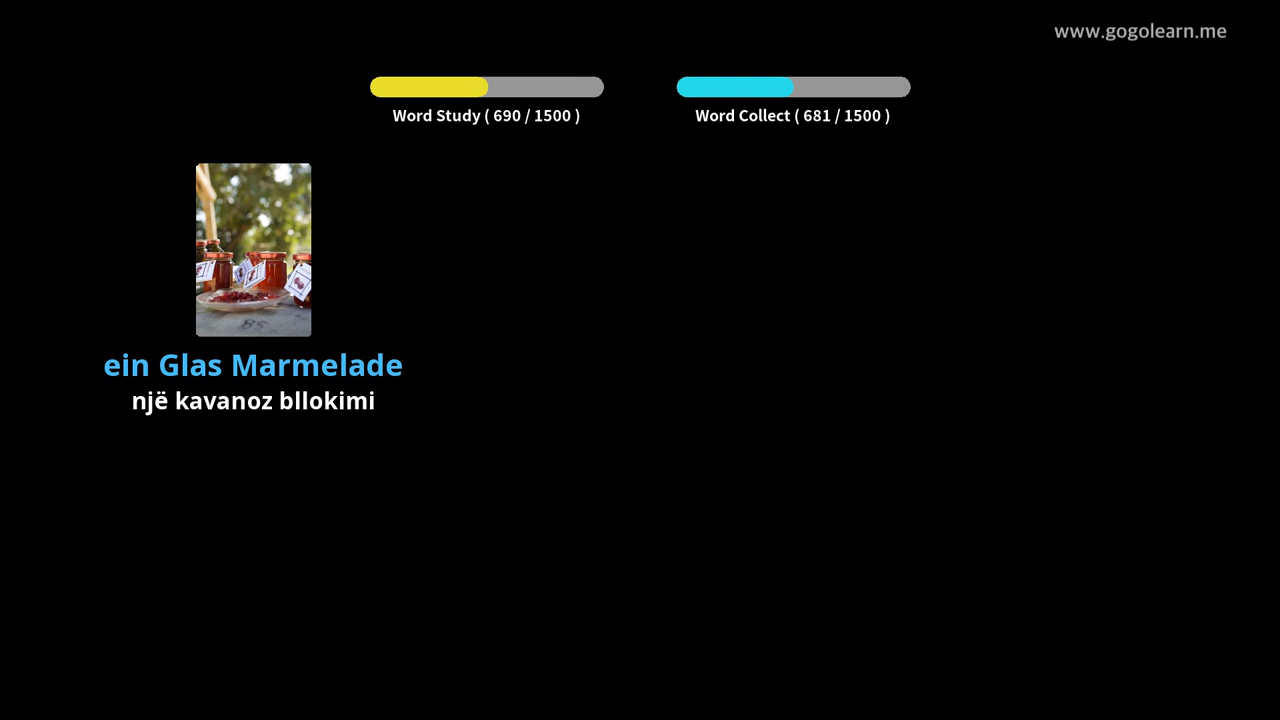 www.gogolearn.me
Word Study ( 690 / 1500 )
Word Collect ( 681 / 1500 )
ein Glas Marmelade
një kavanoz bllokimi